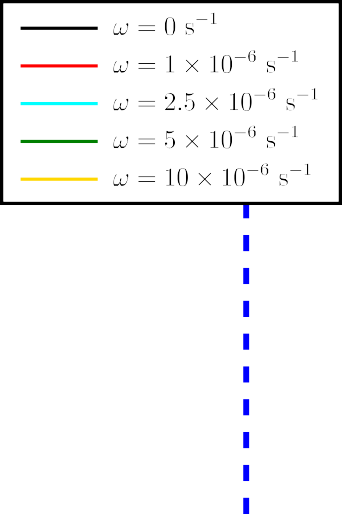 ω = 0 s⁻¹
ω = 1 × 10⁻⁶ s⁻¹
ω = 2.5 × 10⁻⁶ s⁻¹
ω = 5 × 10⁻⁶ s⁻¹
ω = 10 × 10⁻⁶ s⁻¹